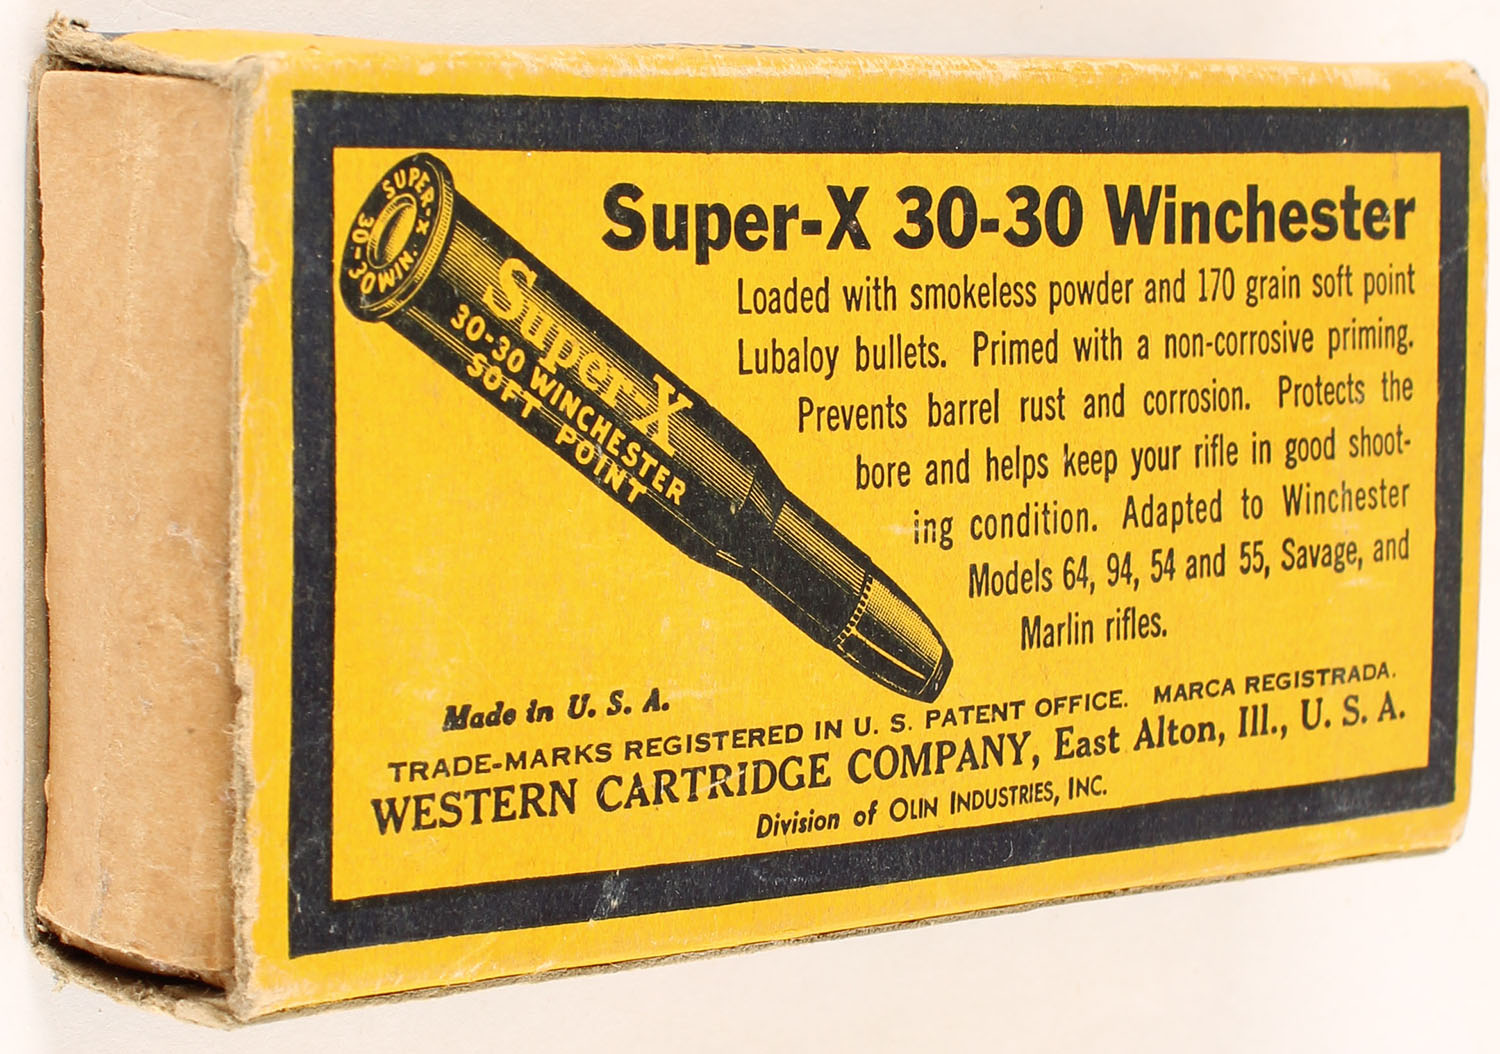 SUPER-X
30-30 WIN.
Super-X
30-30 WINCHESTER
SOFT POINT
Super-X 30-30 Winchester
Loaded with smokeless powder and 170 grain soft point
Lubaloy bullets. Primed with a non-corrosive priming.
Prevents barrel rust and corrosion. Protects the
bore and helps keep your rifle in good shoot-
ing condition. Adapted to Winchester
Models 64, 94, 54 and 55, Savage, and
Marlin rifles.
Made in U. S. A.
TRADE-MARKS REGISTERED IN U. S. PATENT OFFICE. MARCA REGISTRADA.
WESTERN CARTRIDGE COMPANY, East Alton, Ill., U. S. A.
Division of OLIN INDUSTRIES, INC.